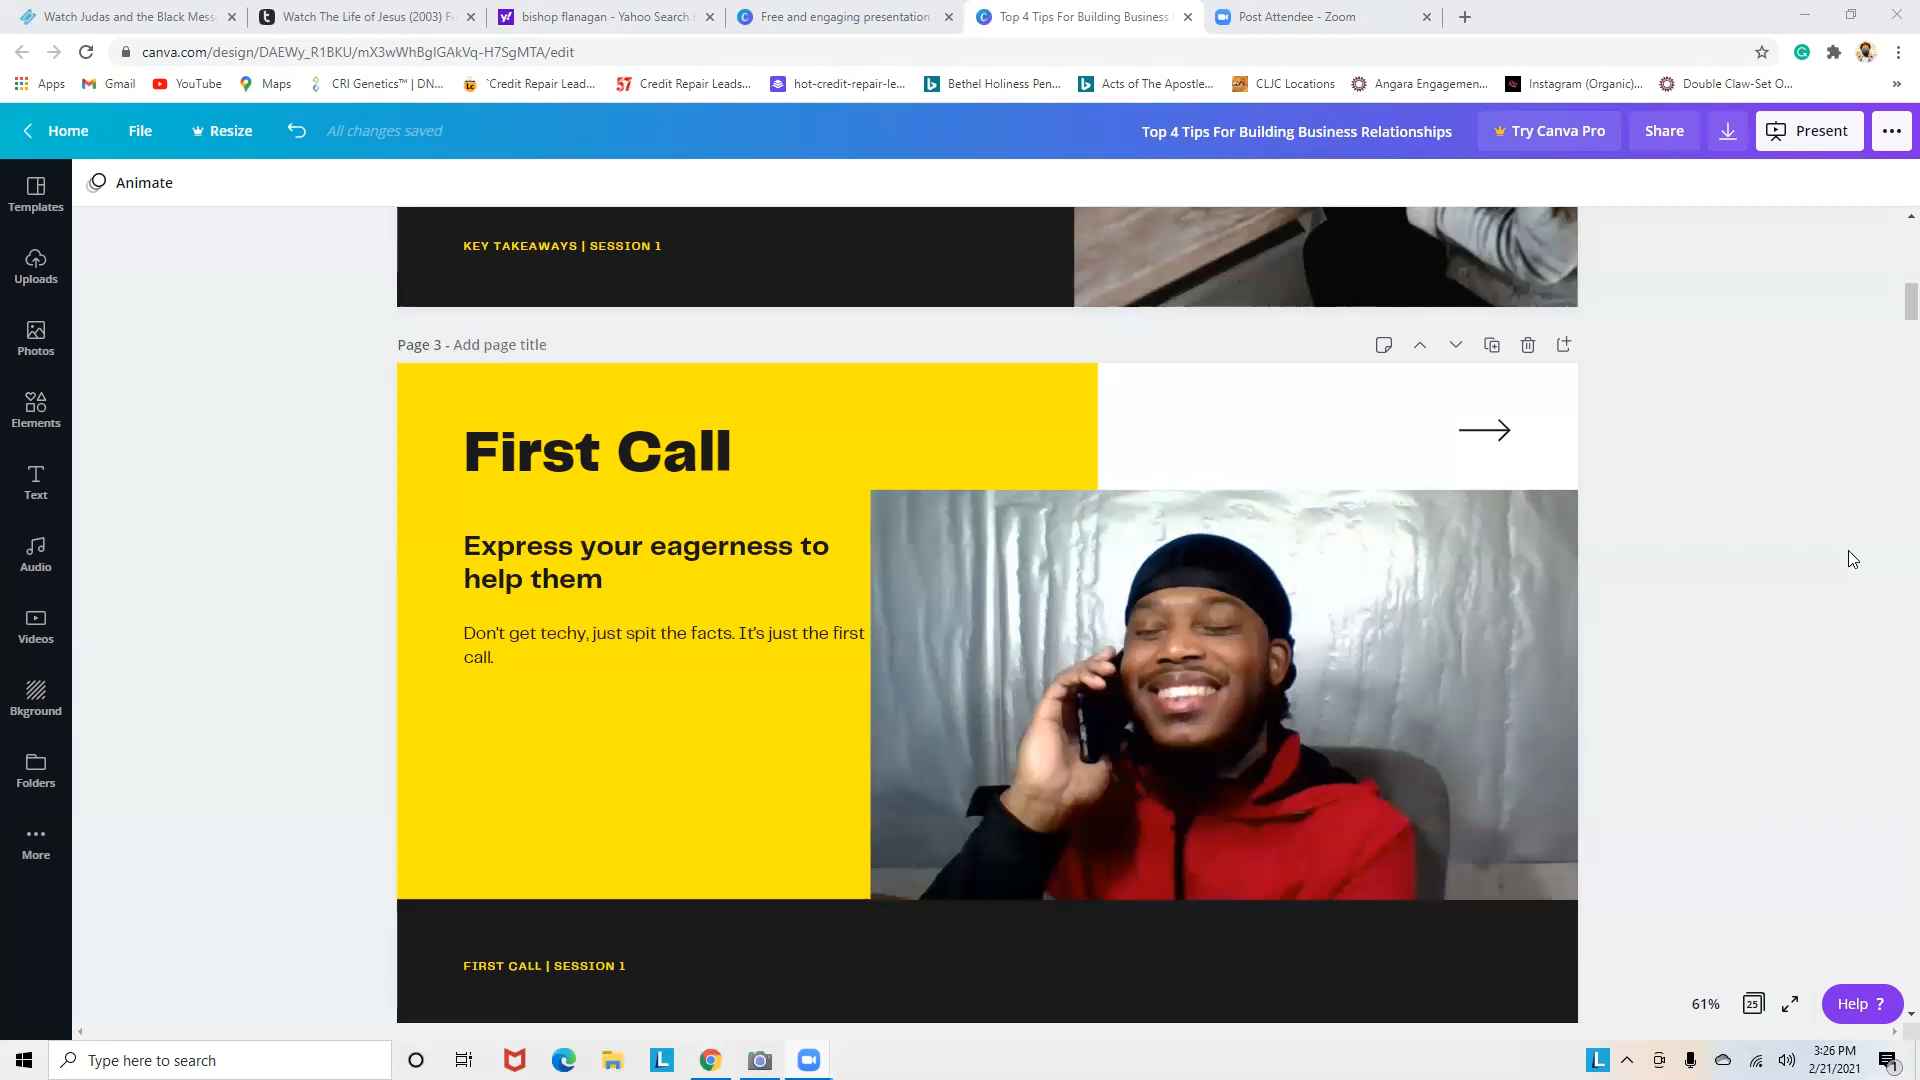 Watch Judas and the Black Mess
Watch The Life of Jesus (2003) Fu
bishop flanagan - Yahoo Search
Free and engaging presentation
Top 4 Tips For Building Business
Post Attendee - Zoom
canva.com/design/DAEWy_R1BKU/mX3wWhBglGAkVq-H7SgMTA/edit
Apps
Gmail
YouTube
Maps
CRI Genetics™ | DN...
`Credit Repair Lead...
Credit Repair Leads...
hot-credit-repair-le...
Bethel Holiness Pen...
Acts of The Apostle...
CLJC Locations
Angara Engagemen...
Instagram (Organic)...
Double Claw-Set O...
Home
File
Resize
All changes saved
Top 4 Tips For Building Business Relationships
Try Canva Pro
Share
Present
Animate
Templates
Uploads
Photos
Elements
Text
Audio
Videos
Bkground
Folders
More
KEY TAKEAWAYS | SESSION 1
Page 3 - Add page title
First Call
Express your eagerness to
help them
Don't get techy, just spit the facts. It's just the first
call.
FIRST CALL | SESSION 1
61%
25
Help ?
Type here to search
3:26 PM
2/21/2021